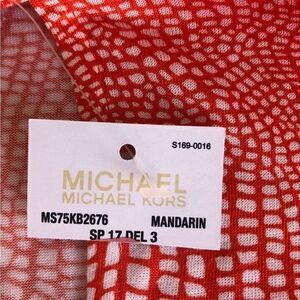 S169-0016
MICHAEL
MICHAEL KORS
MS75KB2676 MANDARIN
SP 17 DEL 3